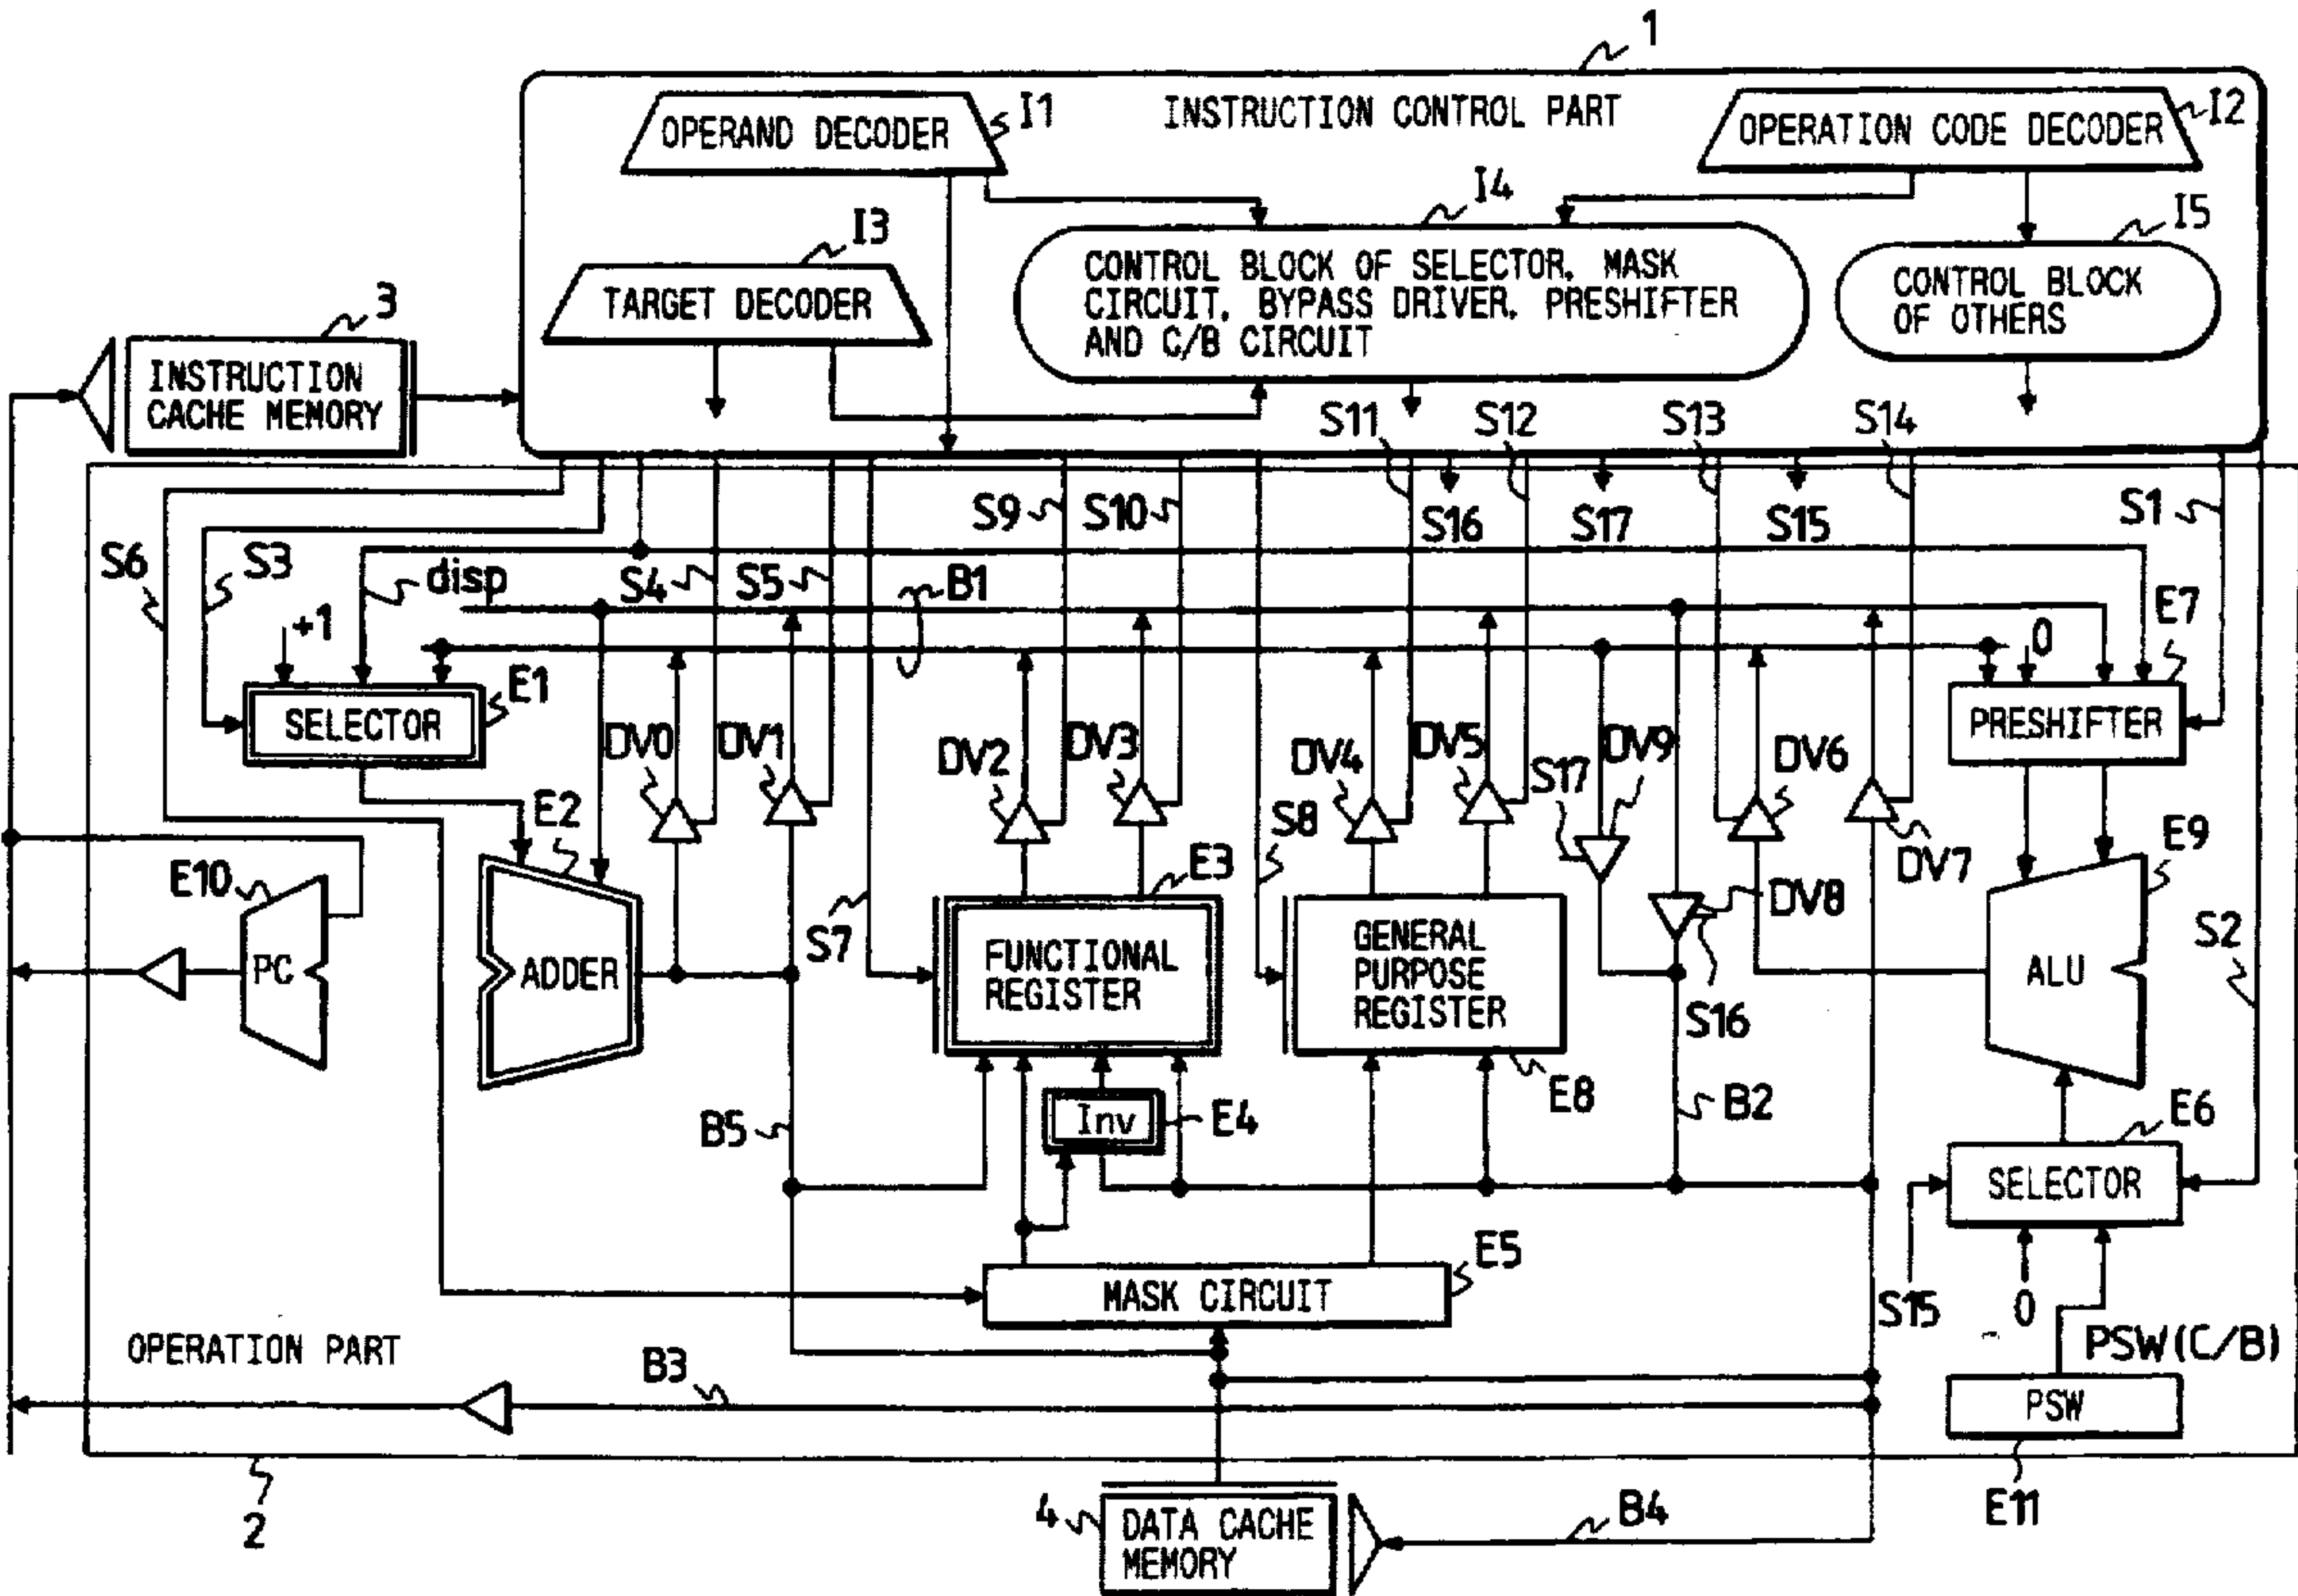 1
OPERAND DECODER
I1
INSTRUCTION CONTROL PART
OPERATION CODE DECODER
I2
I4
I3
I5
CONTROL BLOCK OF SELECTOR. MASK
CIRCUIT. BYPASS DRIVER. PRESHIFTER
AND C/B CIRCUIT
CONTROL BLOCK
OF OTHERS
TARGET DECODER
3
INSTRUCTION
CACHE MEMORY
S11
S12
S13
S14
S9
S10
S16
S17
S15
S1
S6
S3
disp
S4
S5
B1
+1
0
E7
SELECTOR
E1
PRESHIFTER
DV0
DV1
DV2
DV3
DV4
DV5
S17
DV9
DV6
E2
S8
E10
E3
DV7
E9
PC
ADDER
S7
FUNCTIONAL
REGISTER
GENERAL
PURPOSE
REGISTER
DV8
S16
ALU
S2
B5
Inv
E4
E8
B2
E6
SELECTOR
E5
MASK CIRCUIT
S15
0
OPERATION PART
B3
PSW(C/B)
PSW
2
4
DATA CACHE
MEMORY
B4
E11